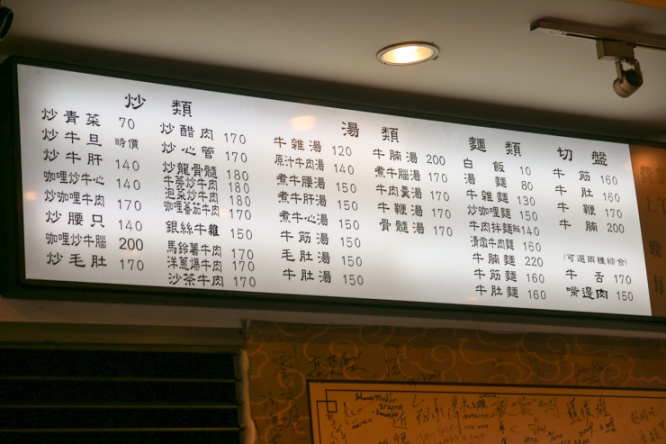 炒類
炒青菜 70
炒牛旦 時價
炒牛肝 140
咖哩炒牛心 140
咖哩炒牛肉 170
炒腰只 140
咖哩炒牛腦 200
炒毛肚 170
炒醋肉 170
炒心管 170
炒龍骨髓 180
牛蒡炒牛肉 180
泡菜炒牛肉 180
咖哩蕃茄牛肉 170
銀絲牛雜 150
馬鈴薯牛肉 170
洋蔥爆牛肉 170
沙茶牛肉 170
湯類
牛雜湯 120
原汁牛肉湯 140
煮牛腰湯 150
煮牛肝湯 150
煮牛心湯 150
牛筋湯 150
毛肚湯 150
牛肚湯 150
牛腩湯 200
煮牛腦湯 170
牛肉羹湯 170
牛鞭湯 170
骨髓湯 170
麵類
白飯 10
湯麵 80
牛雜麵 130
炒咖哩麵 150
牛肉拌麵飯 140
清燉牛肉麵 160
牛腩麵 220
牛筋麵 160
牛肚麵 160
切盤
牛筋 160
牛肚 160
牛鞭 170
牛腩 200
(可選兩種綜合)
牛舌 170
嘴邊肉 150